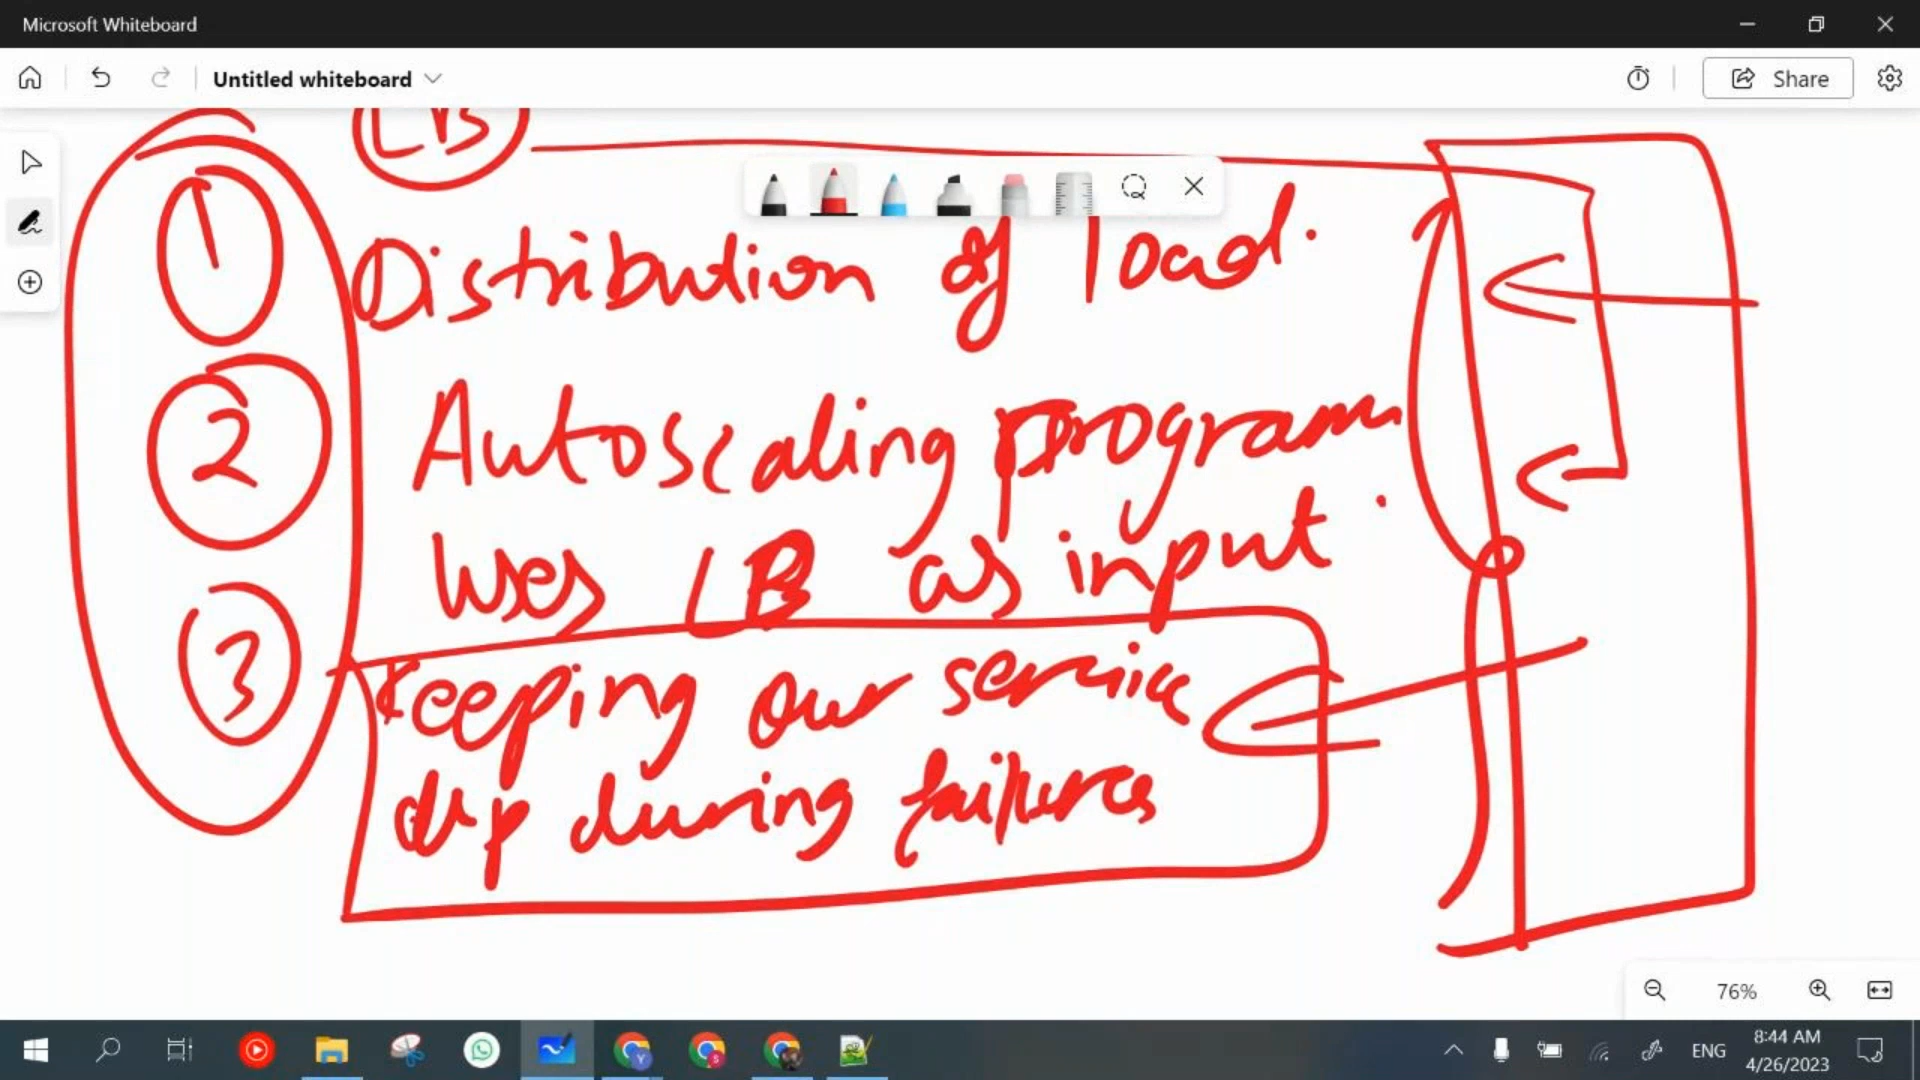 Microsoft Whiteboard
Untitled whiteboard
Share
LB
1 Distribution of load.
2 Autoscaling program
uses LB as input.
3 Keeping our service
up during failures
76%
ENG
8:44 AM
4/26/2023